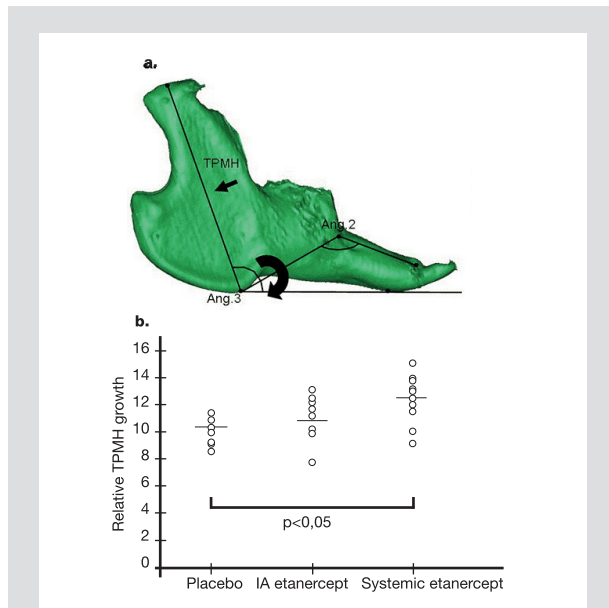 a.
TPMH
Ang.2
Ang.3
b.
16
14
12
10
8
6
4
2
0
Relative TPMH growth
p<0,05
Placebo IA etanercept Systemic etanercept